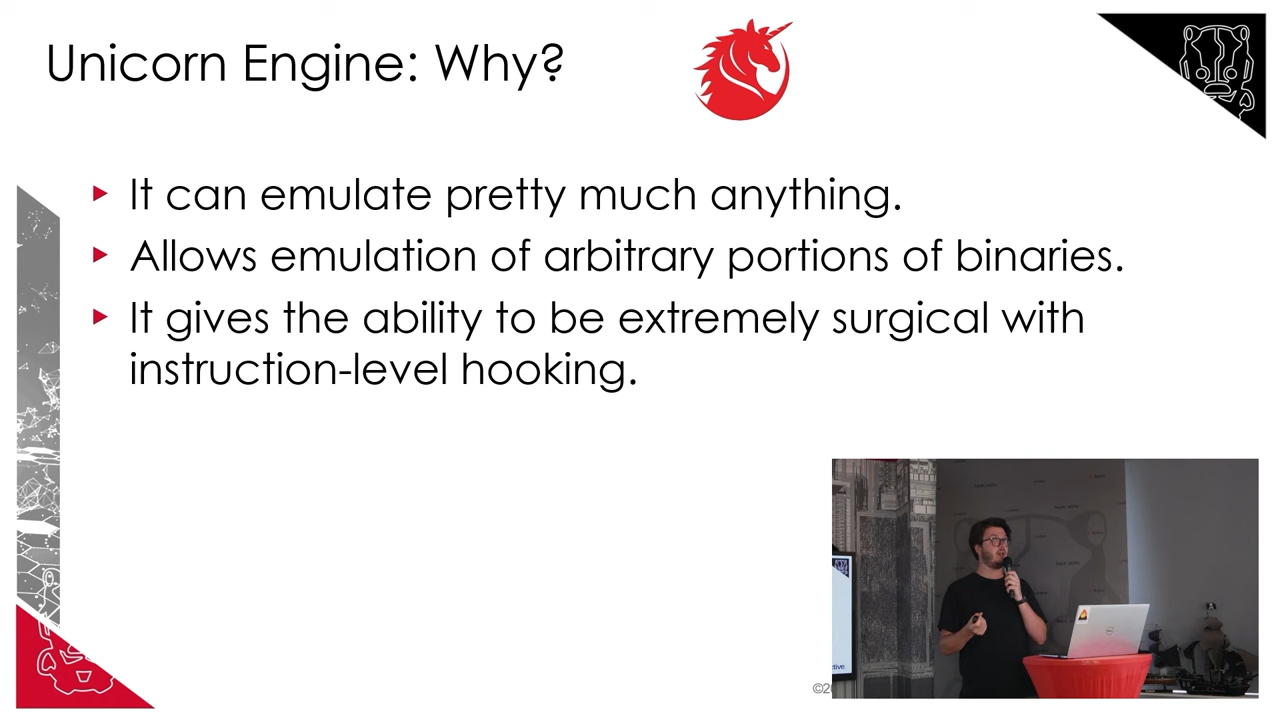 Unicorn Engine: Why?
It can emulate pretty much anything.
Allows emulation of arbitrary portions of binaries.
It gives the ability to be extremely surgical with
instruction-level hooking.